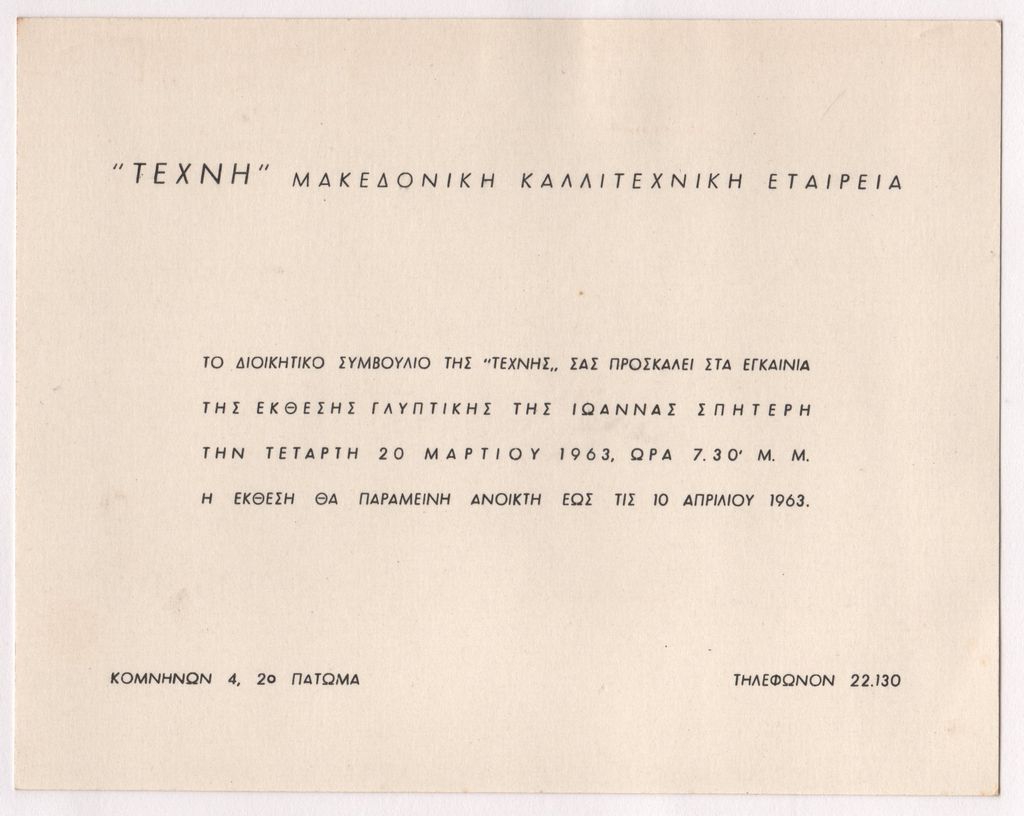 "ΤΕΧΝΗ" ΜΑΚΕΔΟΝΙΚΗ ΚΑΛΛΙΤΕΧΝΙΚΗ ΕΤΑΙΡΕΙΑ
ΤΟ ΔΙΟΙΚΗΤΙΚΟ ΣΥΜΒΟΥΛΙΟ ΤΗΣ "ΤΕΧΝΗΣ„ ΣΑΣ ΠΡΟΣΚΑΛΕΙ ΣΤΑ ΕΓΚΑΙΝΙΑ
ΤΗΣ ΕΚΘΕΣΗΣ ΓΛΥΠΤΙΚΗΣ ΤΗΣ ΙΩΑΝΝΑΣ ΣΠΗΤΕΡΗ
ΤΗΝ ΤΕΤΑΡΤΗ 20 ΜΑΡΤΙΟΥ 1963, ΩΡΑ 7.30' Μ. Μ.
Η ΕΚΘΕΣΗ ΘΑ ΠΑΡΑΜΕΙΝΗ ΑΝΟΙΚΤΗ ΕΩΣ ΤΙΣ 10 ΑΠΡΙΛΙΟΥ 1963.
ΚΟΜΝΗΝΩΝ 4, 2ο ΠΑΤΩΜΑ
ΤΗΛΕΦΩΝΟΝ 22.130